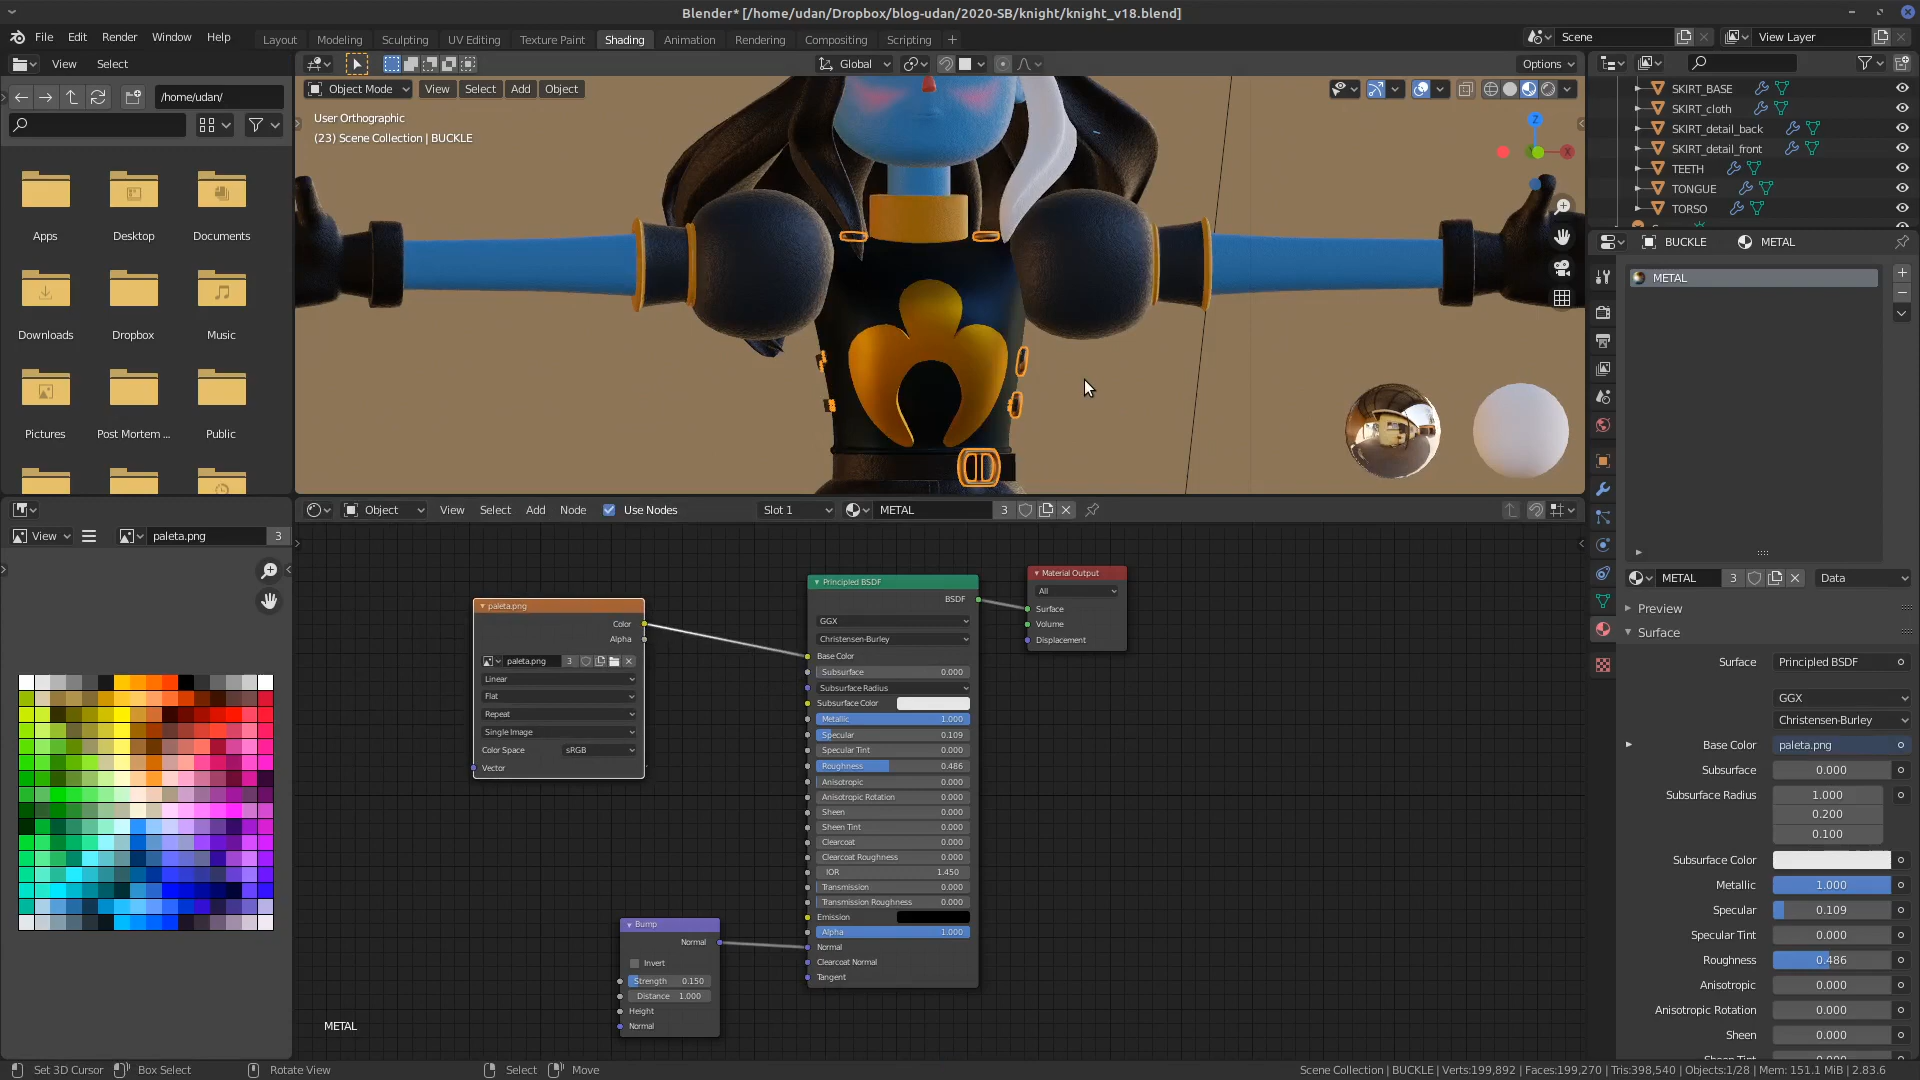 Blender* [/home/udan/Dropbox/blog-udan/2020-SB/knight/knight_v18.blend]
File Edit Render Window Help
Layout Modeling Sculpting UV Editing Texture Paint Shading Animation Rendering Compositing Scripting +
Scene
View Layer
View Select
Global
Options
/home/udan/
Object Mode View Select Add Object
User Orthographic
(23) Scene Collection | BUCKLE
Z
X
Apps
Desktop
Documents
Downloads
Dropbox
Music
Pictures
Post Mortem ...
Public
SKIRT_BASE
SKIRT_cloth
SKIRT_detail_back
SKIRT_detail_front
TEETH
TONGUE
TORSO
BUCKLE METAL
METAL
Object View Select Add Node Use Nodes Slot 1 METAL 3
View paleta.png 3
paleta.png
Color
Alpha
paleta.png 3
Linear
Flat
Repeat
Single Image
Color Space sRGB
Vector
Principled BSDF
BSDF
GGX
Christensen-Burley
Base Color
Subsurface 0.000
Subsurface Radius
Subsurface Color
Metallic 1.000
Specular 0.109
Specular Tint 0.000
Roughness 0.486
Anisotropic 0.000
Anisotropic Rotation 0.000
Sheen 0.000
Sheen Tint 0.000
Clearcoat 0.000
Clearcoat Roughness 0.000
IOR 1.450
Transmission 0.000
Transmission Roughness 0.000
Emission
Alpha 1.000
Normal
Clearcoat Normal
Tangent
Material Output
All
Surface
Volume
Displacement
Bump
Normal
Invert
Strength 0.150
Distance 1.000
Height
Normal
METAL
METAL 3 Data
Preview
Surface
Surface Principled BSDF
GGX
Christensen-Burley
Base Color paleta.png
Subsurface 0.000
Subsurface Radius 1.000
0.200
0.100
Subsurface Color
Metallic 1.000
Specular 0.109
Specular Tint 0.000
Roughness 0.486
Anisotropic 0.000
Anisotropic Rotation 0.000
Sheen 0.000
Set 3D Cursor Box Select Rotate View Select Move
Scene Collection | BUCKLE | Verts:199,892 | Faces:199,270 | Tris:398,540 | Objects:1/28 | Mem: 151.1 MiB | 2.83.6